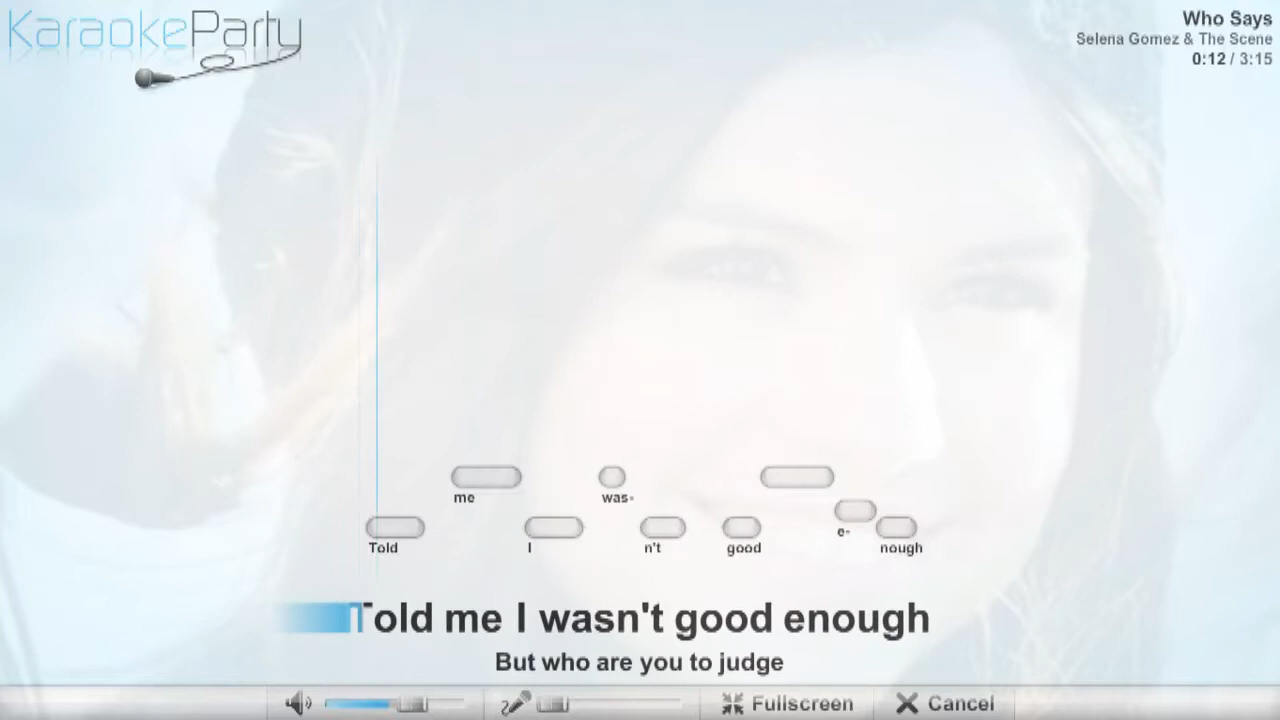 KaraokeParty
Who Says
Selena Gomez & The Scene
0:12 / 3:15
me
was-
Told
I
n't
good
e-
nough
Told me I wasn't good enough
But who are you to judge
Fullscreen
Cancel